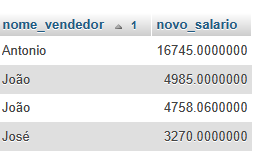 nome_vendedor 1 novo_salario
Antonio 16745.0000000
João 4985.0000000
João 4758.0600000
José 3270.0000000